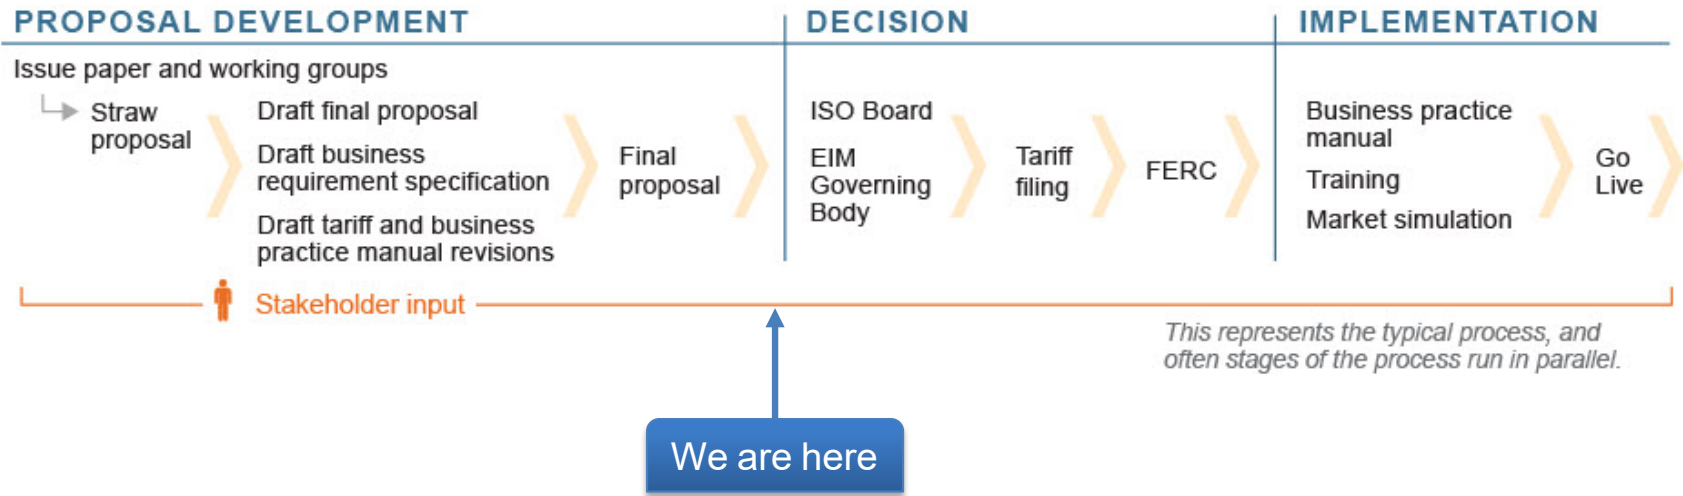 PROPOSAL DEVELOPMENT
Issue paper and working groups
Straw
proposal
Draft final proposal
Draft business
requirement specification
Draft tariff and business
practice manual revisions
Final
proposal
DECISION
ISO Board
EIM
Governing
Body
Tariff
filing
FERC
IMPLEMENTATION
Business practice
manual
Training
Market simulation
Go
Live
Stakeholder input
This represents the typical process, and
often stages of the process run in parallel.
We are here